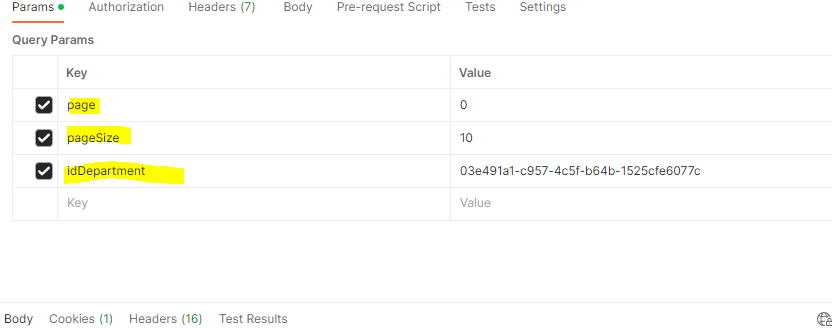 Params Authorization Headers (7) Body Pre-request Script Tests Settings
Query Params
Key Value
page 0
pageSize 10
idDepartment 03e491a1-c957-4c5f-b64b-1525cfe6077c
Key Value
Body Cookies (1) Headers (16) Test Results